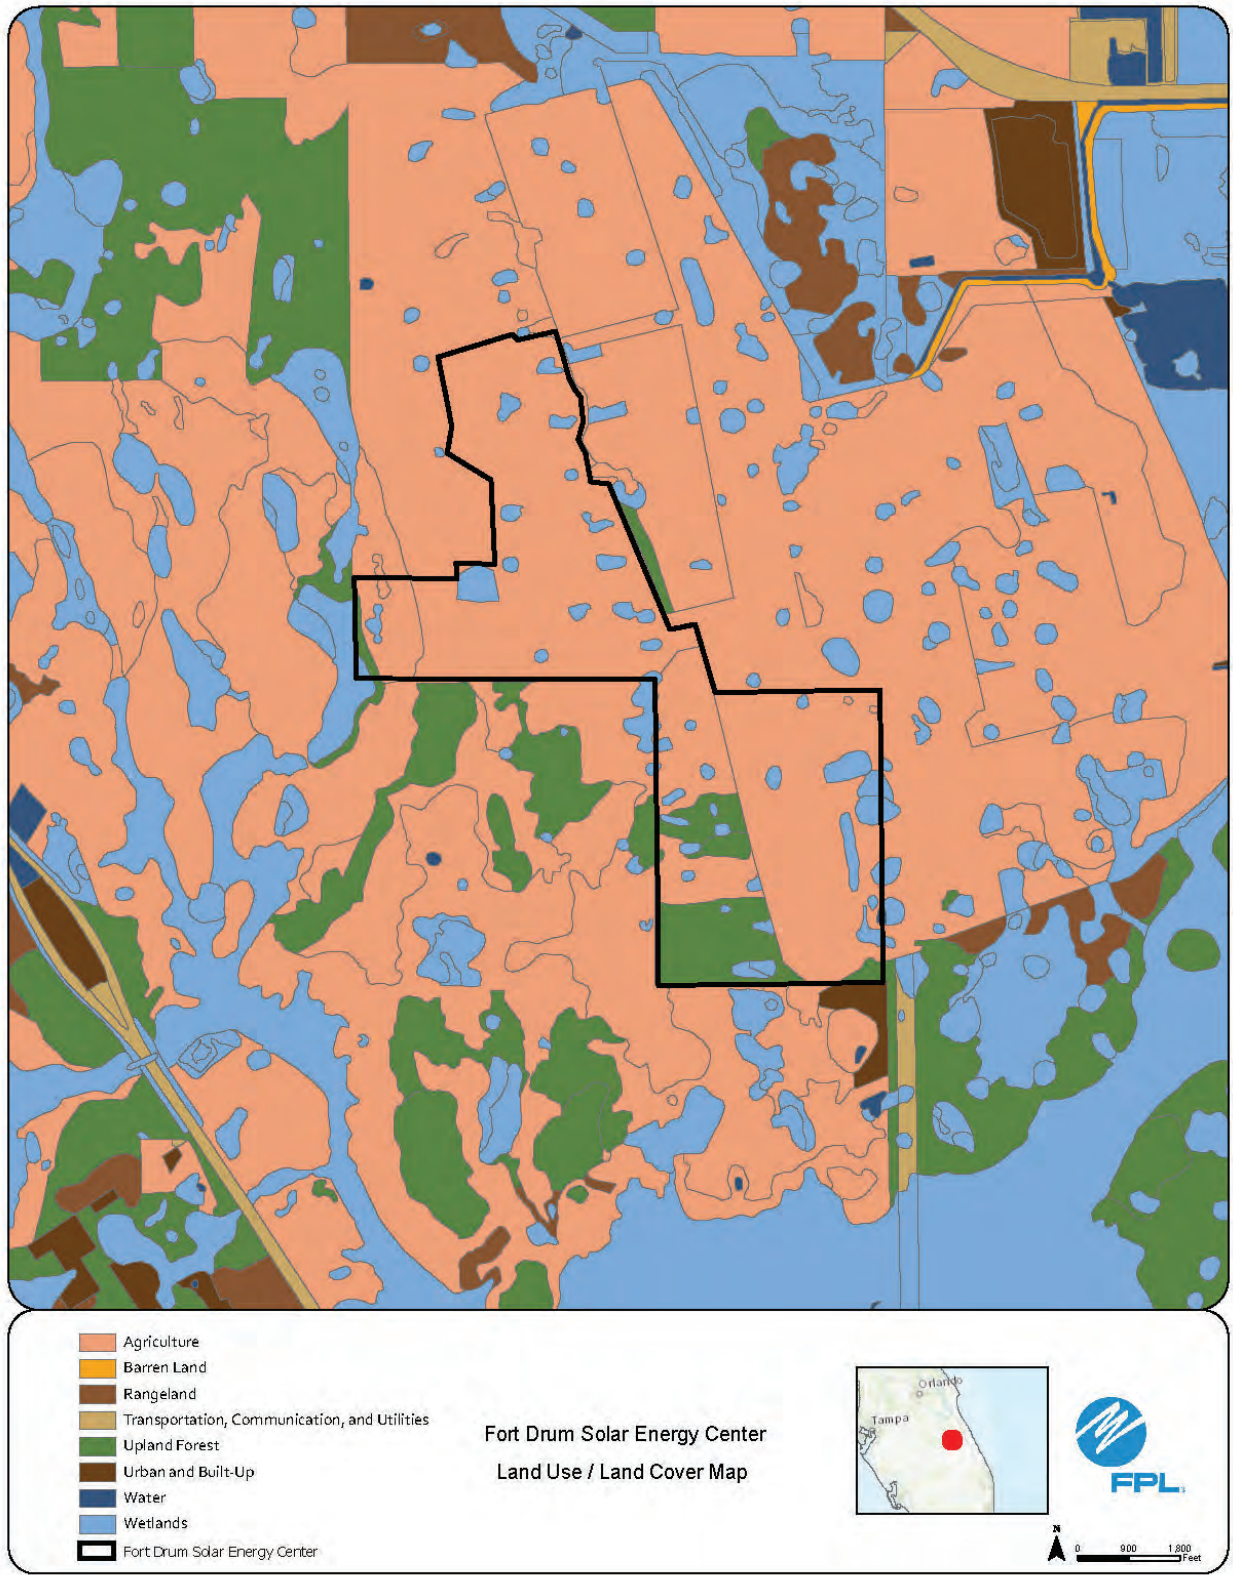 Agriculture
Barren Land
Rangeland
Transportation, Communication, and Utilities
Upland Forest
Urban and Built-Up
Water
Wetlands
Fort Drum Solar Energy Center
Fort Drum Solar Energy Center
Land Use / Land Cover Map
Orlando
Tampa
FPL
N
0 900 1,800
Feet